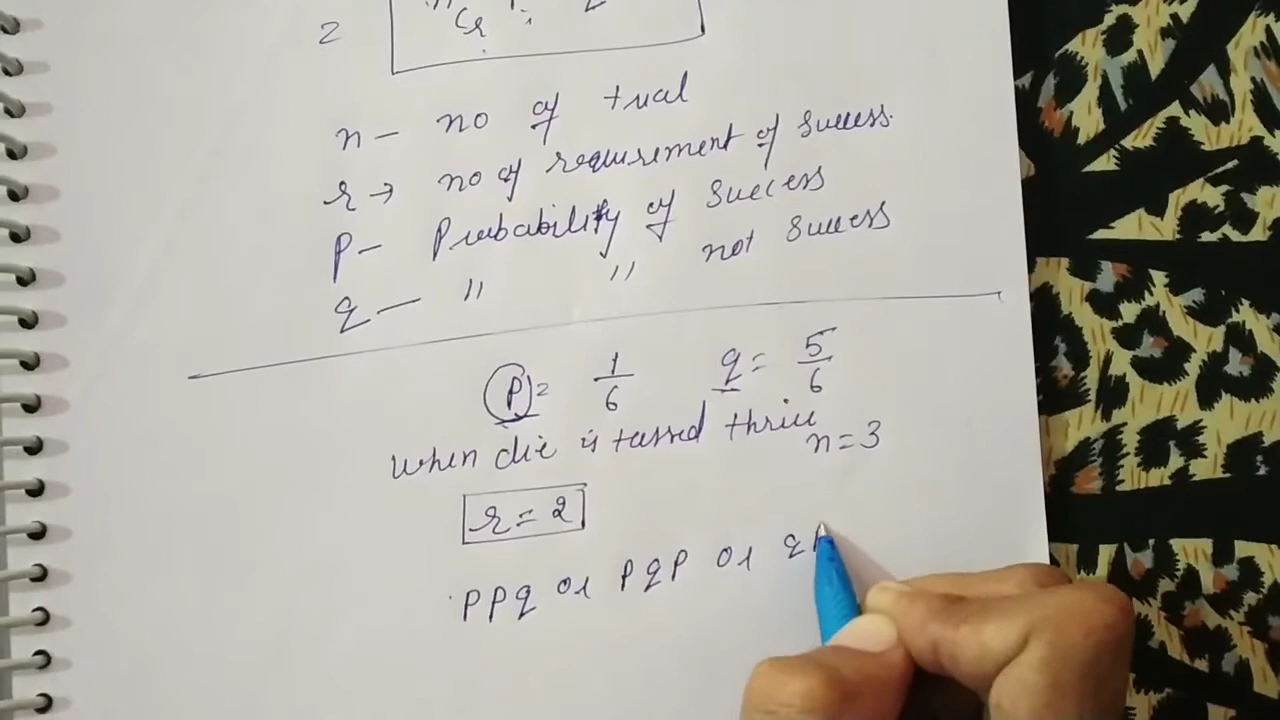 n – no of trial
r → no of requirement of success.
P – Probability of success
q – " " not success
P = 1/6 q = 5/6
when die is tossed thrice
n = 3
r = 2
PPq or PqP or q